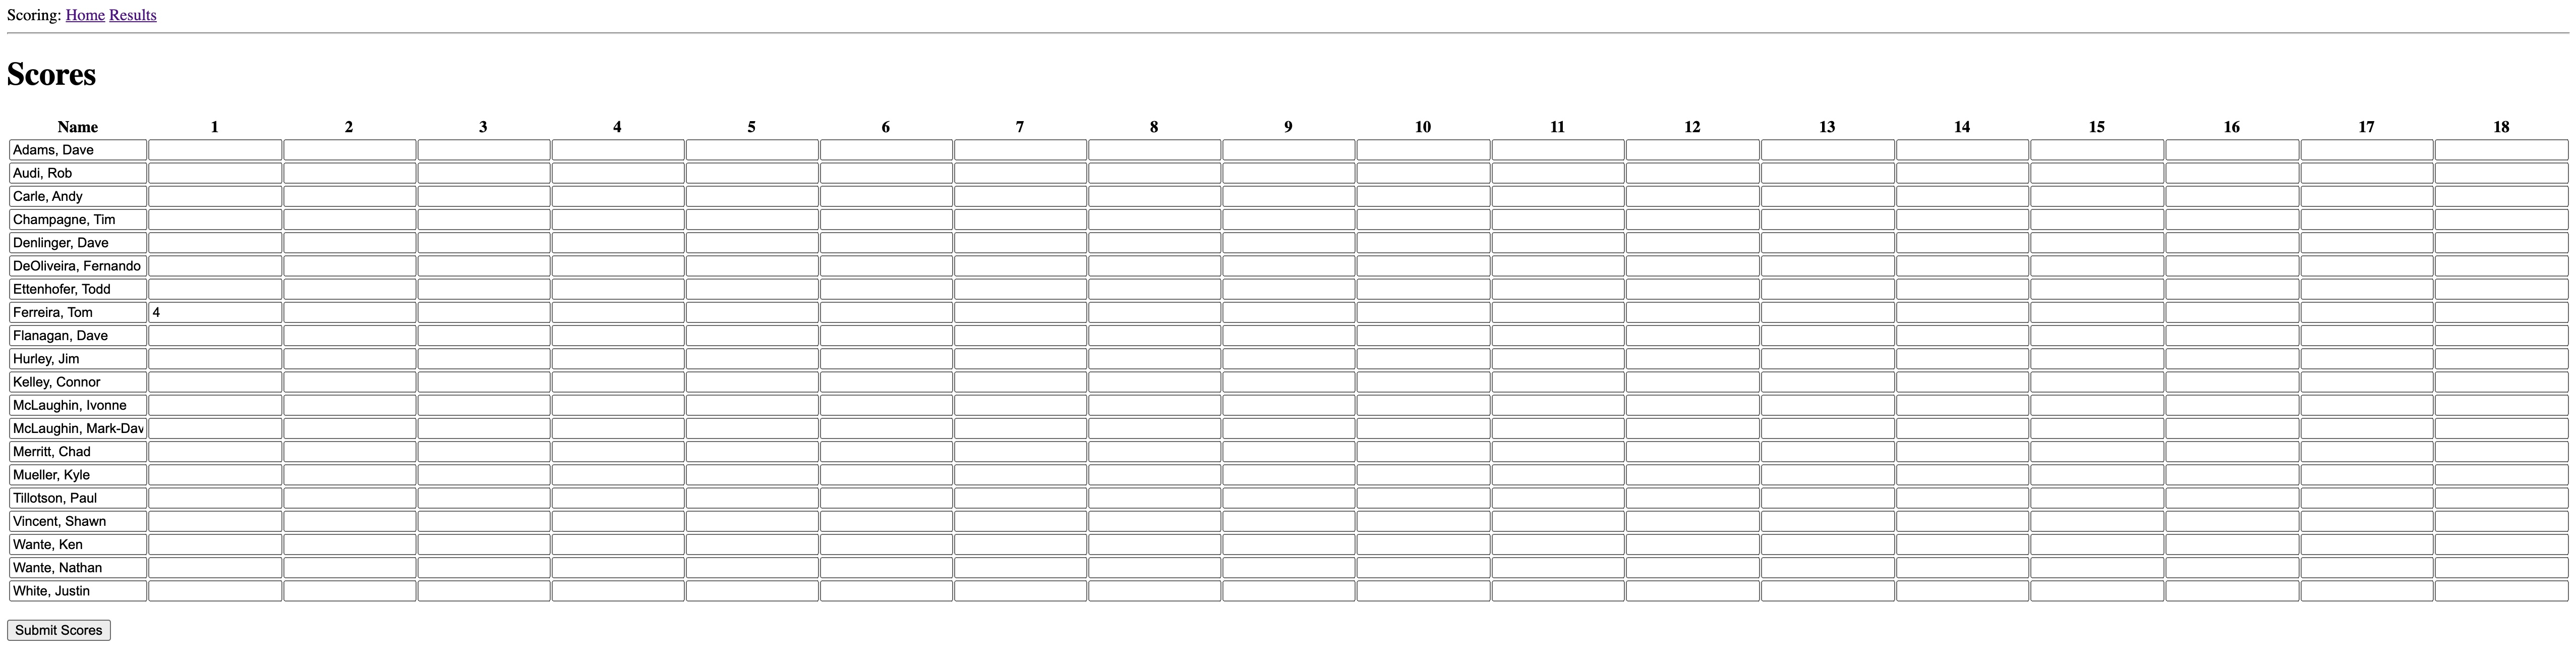 Scoring: Home Results
Scores
Name 1 2 3 4 5 6 7 8 9 10 11 12 13 14 15 16 17 18
Adams, Dave
Audi, Rob
Carle, Andy
Champagne, Tim
Denlinger, Dave
DeOliveira, Fernando
Ettenhofer, Todd
Ferreira, Tom 4
Flanagan, Dave
Hurley, Jim
Kelley, Connor
McLaughin, Ivonne
McLaughin, Mark-Dav
Merritt, Chad
Mueller, Kyle
Tillotson, Paul
Vincent, Shawn
Wante, Ken
Wante, Nathan
White, Justin
Submit Scores